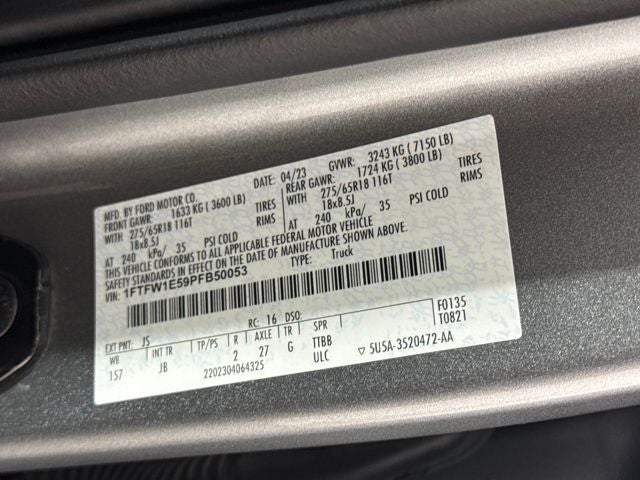 MFD. BY FORD MOTOR CO. DATE: 04/23 GVWR: 3243 KG ( 7150 LB)
FRONT GAWR: 1633 KG ( 3600 LB) REAR GAWR: 1724 KG ( 3800 LB)
WITH 275/65R18 116T TIRES WITH 275/65R18 116T TIRES
18x8.5J RIMS 18x8.5J RIMS
AT 240 kPa/ 35 PSI COLD AT 240 kPa/ 35 PSI COLD
THIS VEHICLE CONFORMS TO ALL APPLICABLE FEDERAL MOTOR VEHICLE
SAFETY STANDARDS IN EFFECT ON THE DATE OF MANUFACTURE SHOWN ABOVE.
VIN: 1FTFW1E59PFB50053 TYPE: Truck
F0135
T0821
EXT PNT: JS RC: 16 DSO:
WB INT TR TP/PS R AXLE TR SPR
157 JB 2 27 G TTBB
2202304064325 ULC ▽ 5U5A-3520472-AA